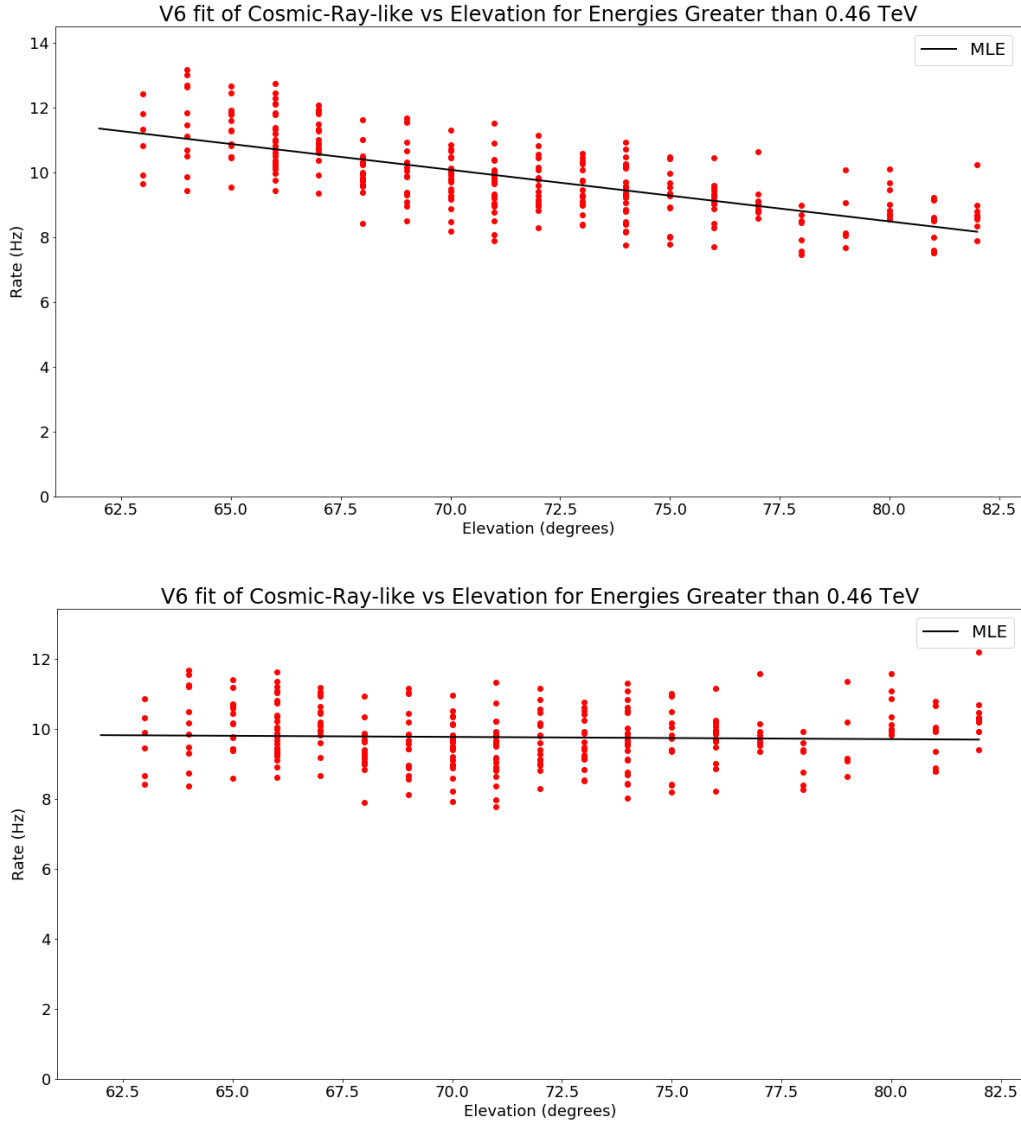 V6 fit of Cosmic-Ray-like vs Elevation for Energies Greater than 0.46 TeV
MLE
14
12
10
8
6
4
2
0
Rate (Hz)
62.5 65.0 67.5 70.0 72.5 75.0 77.5 80.0 82.5
Elevation (degrees)
V6 fit of Cosmic-Ray-like vs Elevation for Energies Greater than 0.46 TeV
MLE
12
10
8
6
4
2
0
Rate (Hz)
62.5 65.0 67.5 70.0 72.5 75.0 77.5 80.0 82.5
Elevation (degrees)